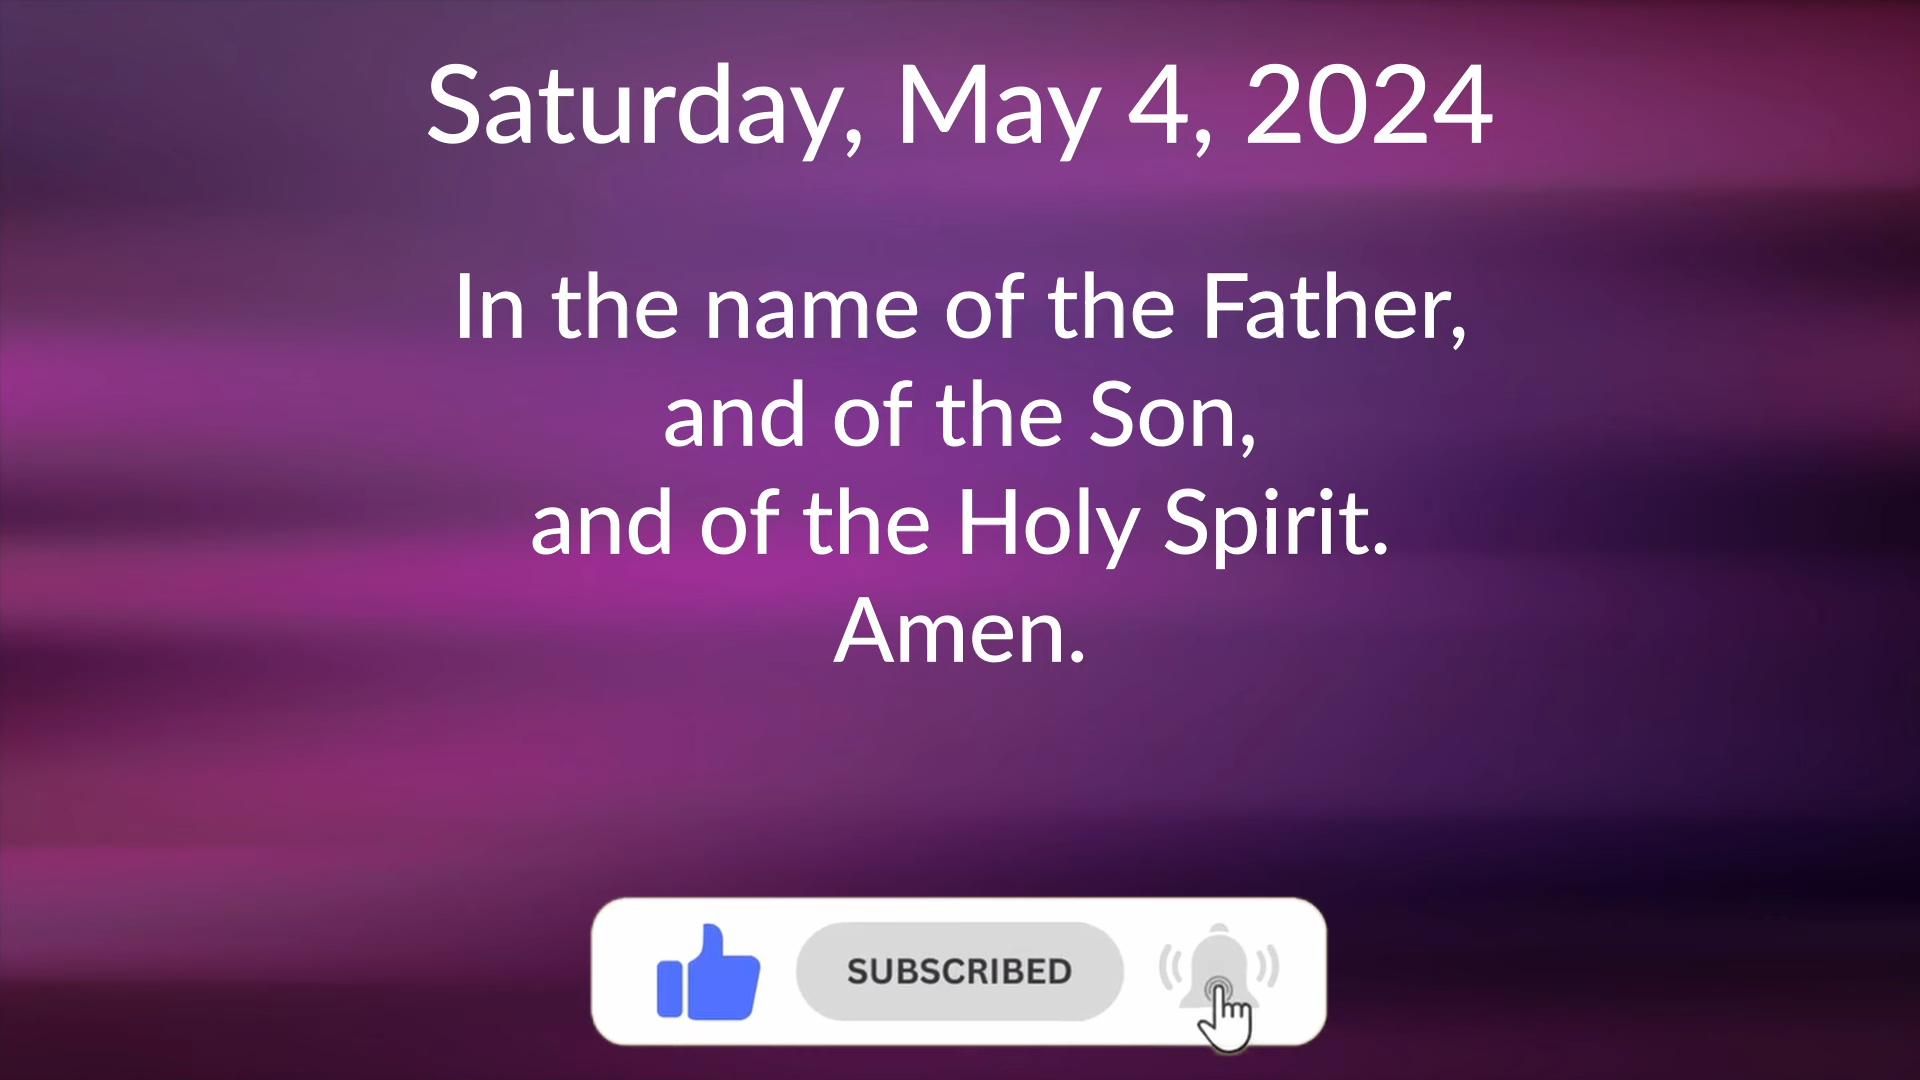 Saturday, May 4, 2024
In the name of the Father,
and of the Son,
and of the Holy Spirit.
Amen.
SUBSCRIBED